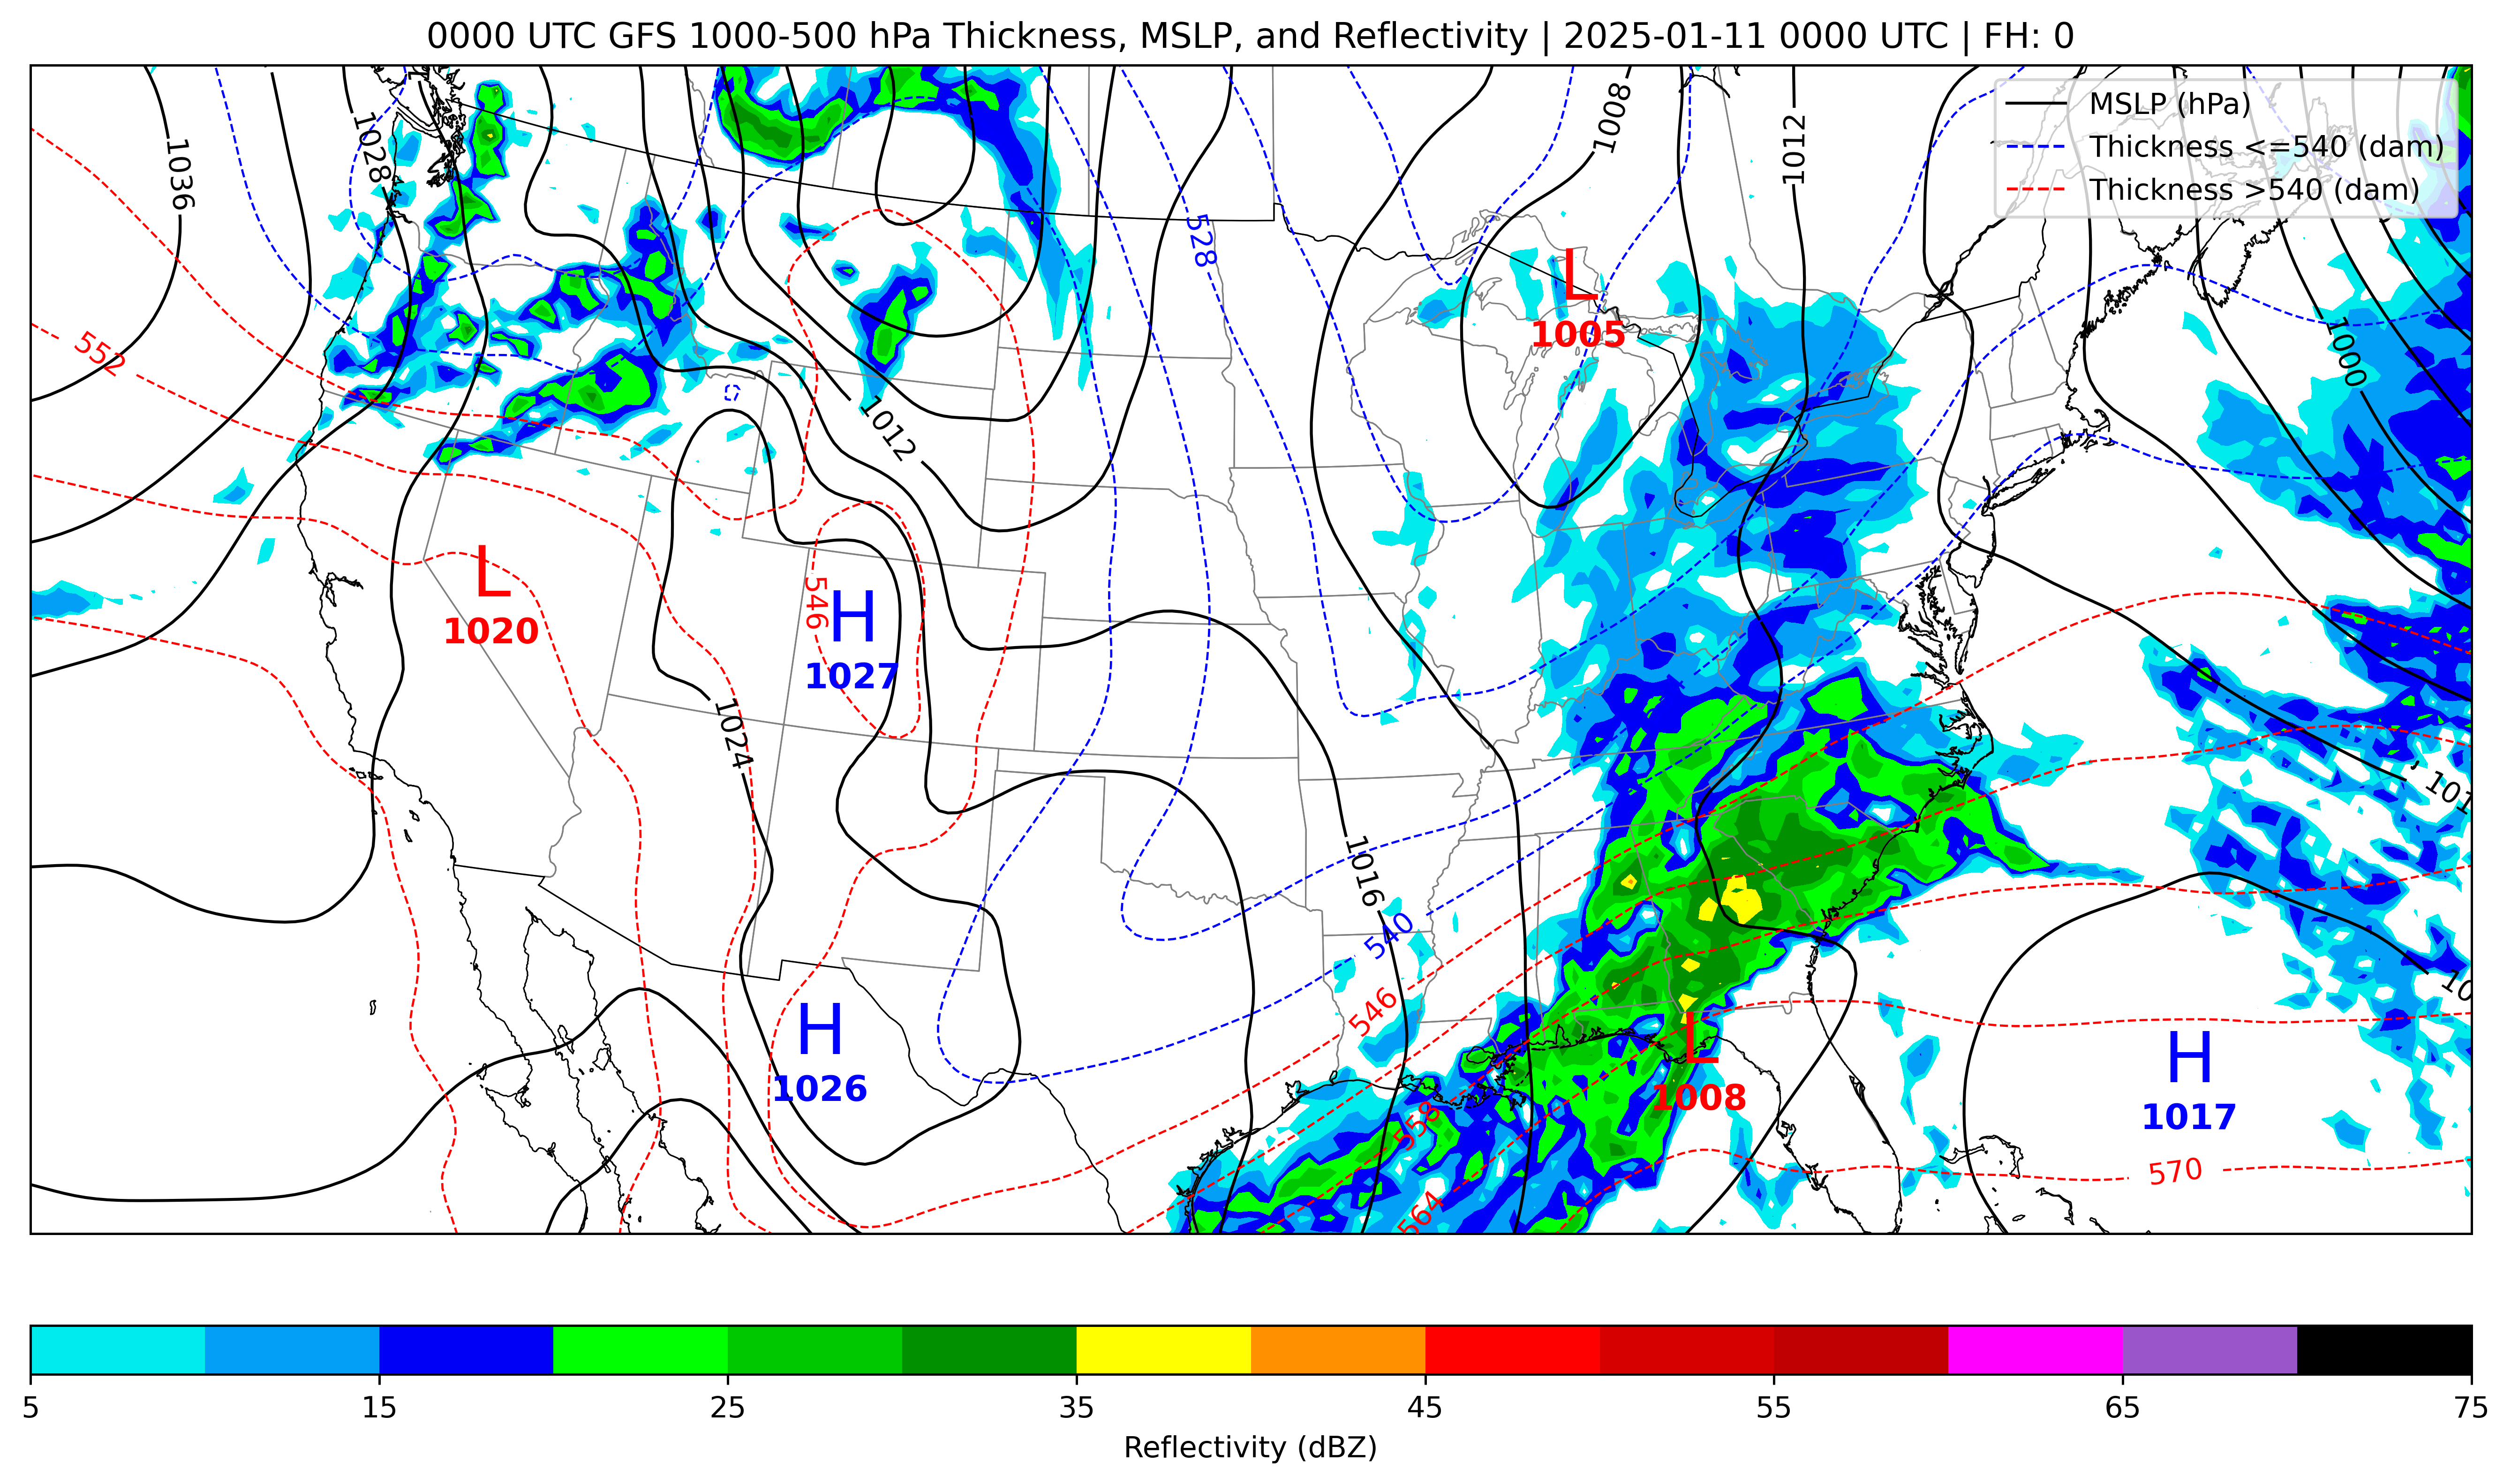 0000 UTC GFS 1000-500 hPa Thickness, MSLP, and Reflectivity | 2025-01-11 0000 UTC | FH: 0
MSLP (hPa)
Thickness <=540 (dam)
Thickness >540 (dam)
1036
1028
1008
1012
528
L
1005
552
1000
1012
L
1020
546
H
1027
1024
1016
540
546
H
1026
L
1008
H
1017
558
564
570
5 15 25 35 45 55 65 75
Reflectivity (dBZ)